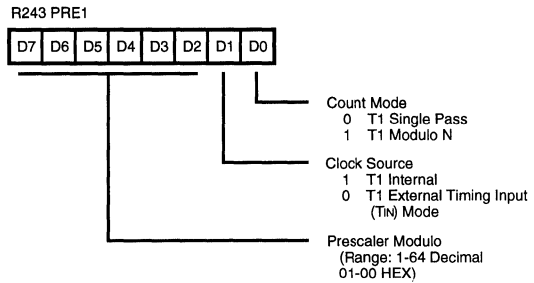 R243 PRE1
D7 D6 D5 D4 D3 D2 D1 D0
Count Mode
0 T1 Single Pass
1 T1 Modulo N
Clock Source
1 T1 Internal
0 T1 External Timing Input
(TIN) Mode
Prescaler Modulo
(Range: 1-64 Decimal
01-00 HEX)